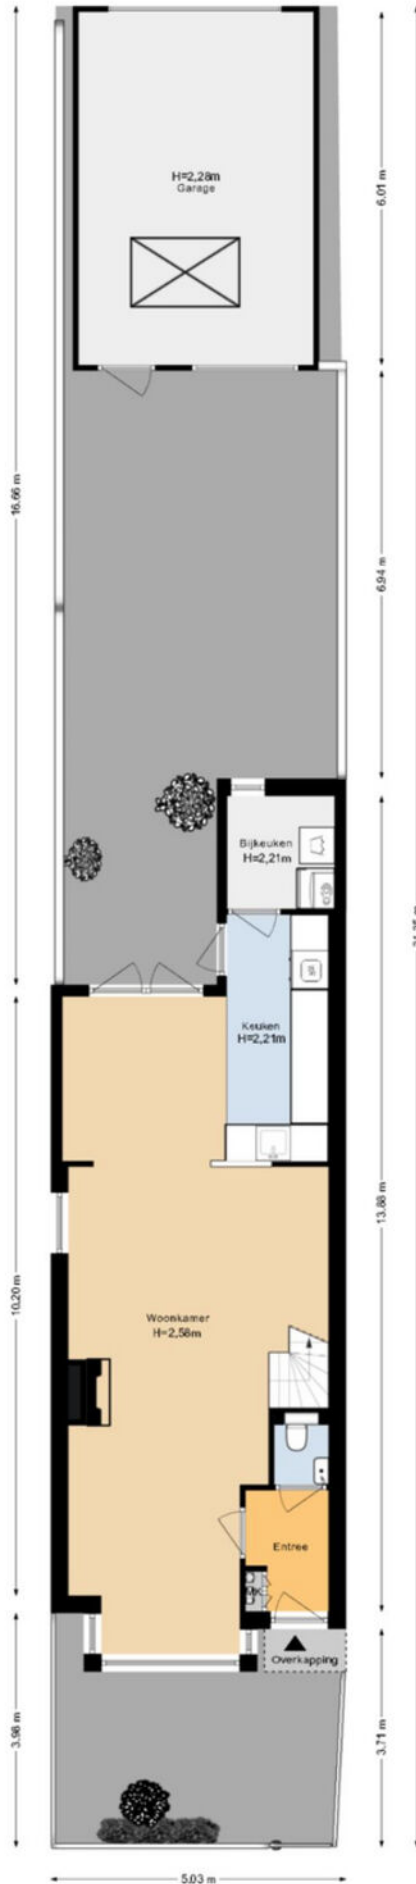 H=2,28m
Garage
6.01 m
16.66 m
6.94 m
Bijkeuken
H=2,21m
Keuken
H=2,21m
13.88 m
10.20 m
Woonkamer
H=2,58m
Entree
Overkapping
3.98 m
3.71 m
5.03 m